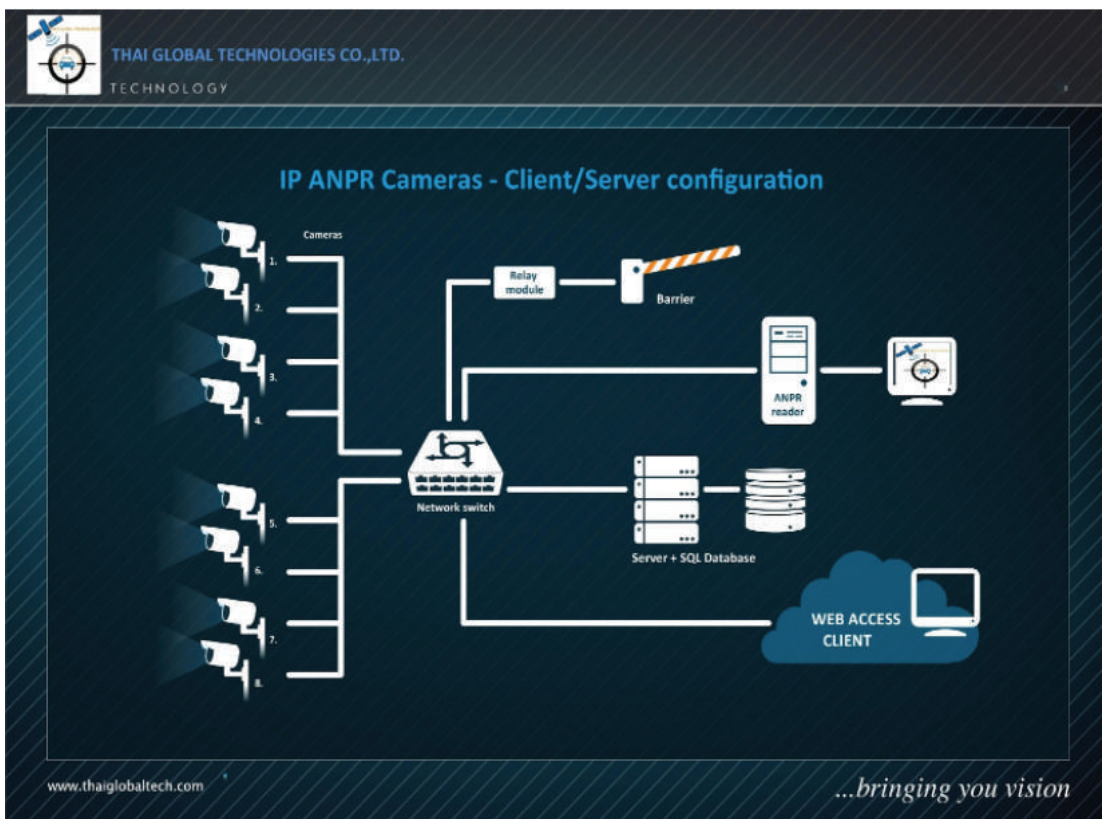 THAI GLOBAL TECHNOLOGIES CO.,LTD.
TECHNOLOGY
IP ANPR Cameras - Client/Server configuration
Cameras
1.
2.
3.
4.
5.
6.
7.
8.
Relay
module
Barrier
ANPR
reader
Network switch
Server + SQL Database
WEB ACCESS
CLIENT
www.thaiglobaltech.com
...bringing you vision